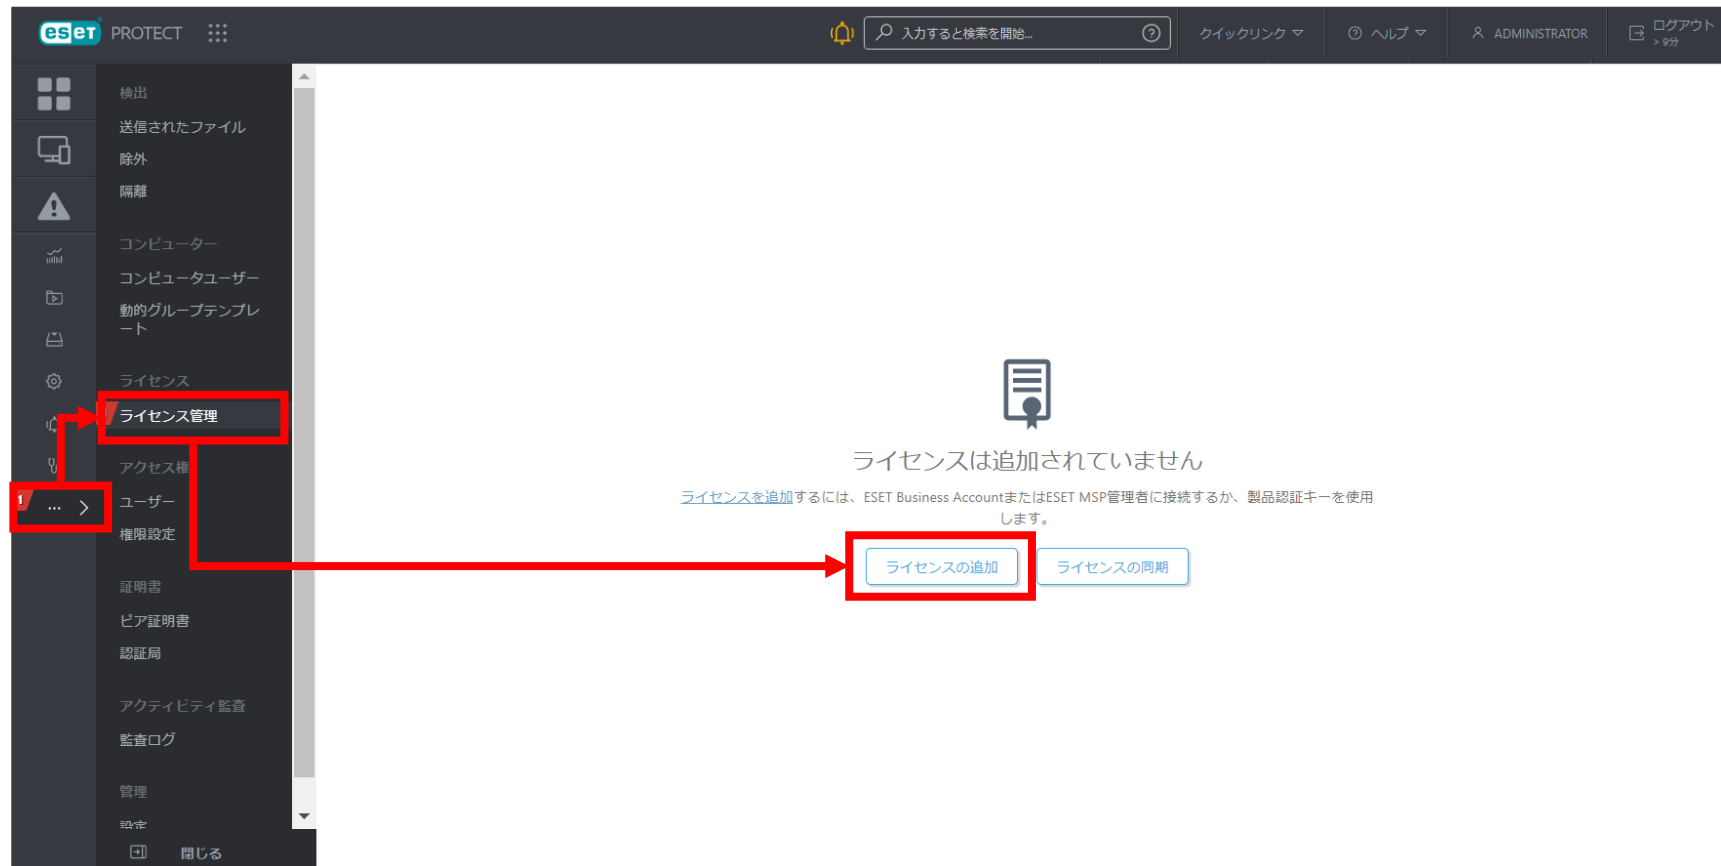 eset PROTECT
入力すると検索を開始...
クイックリンク
ヘルプ
ADMINISTRATOR
ログアウト
> 9分
検出
送信されたファイル
除外
隔離
コンピューター
コンピュータユーザー
動的グループテンプレ
ート
ライセンス
ライセンス管理
アクセス権
ユーザー
権限設定
証明書
ピア証明書
認証局
アクティビティ監査
監査ログ
管理
設定
閉じる
1
...
ライセンスは追加されていません
ライセンスを追加するには、ESET Business AccountまたはESET MSP管理者に接続するか、製品認証キーを使用
します。
ライセンスの追加
ライセンスの同期